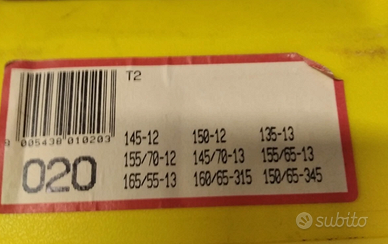 T2
8 005438 010203
020
145-12 150-12 135-13
155/70-12 145/70-13 155/65-13
165/55-13 160/65-315 150/65-345
subito